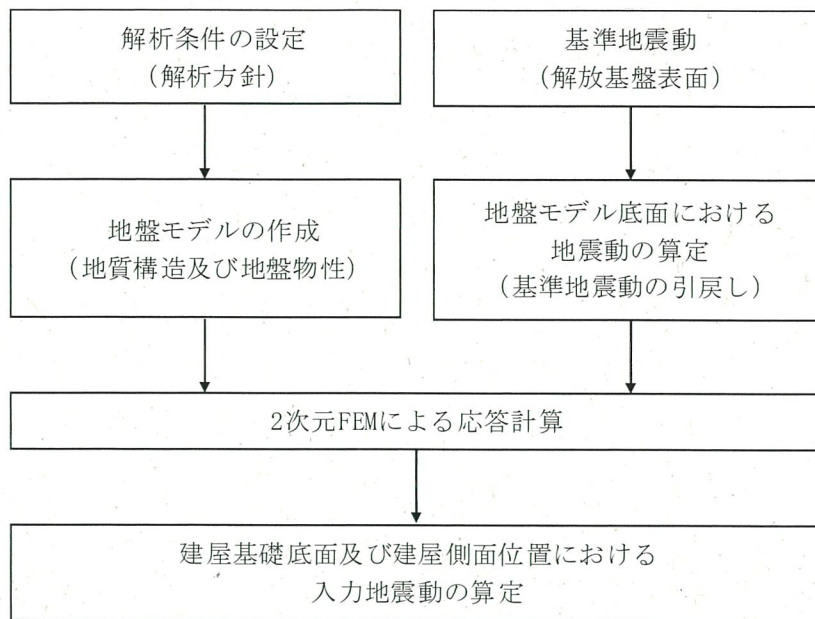 解析条件の設定
(解析方針)
基準地震動
(解放基盤表面)
地盤モデルの作成
(地質構造及び地盤物性)
地盤モデル底面における
地震動の算定
(基準地震動の引戻し)
2次元FEMによる応答計算
建屋基礎底面及び建屋側面位置における
入力地震動の算定